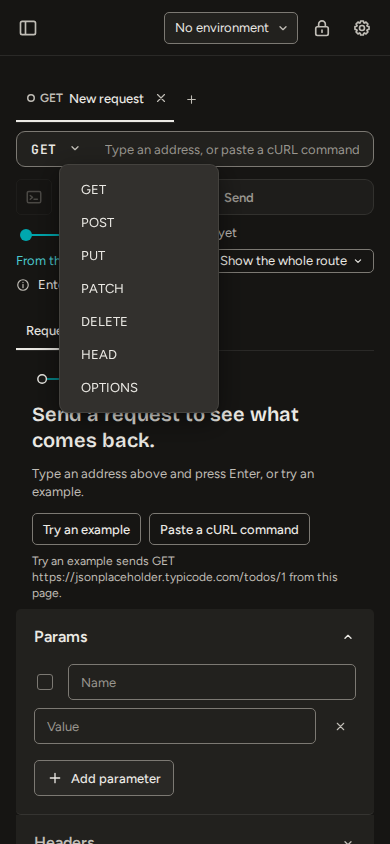 No environment
GET New request
GET Type an address, or paste a cURL command
GET
Send
POST
yet
PUT
From th
Show the whole route
PATCH
Ente
DELETE
Reque
HEAD
OPTIONS
Send a request to see what
comes back.
Type an address above and press Enter, or try an
example.
Try an example
Paste a cURL command
Try an example sends GET
https://jsonplaceholder.typicode.com/todos/1 from this
page.
Params
Name
Value
Add parameter
Headers